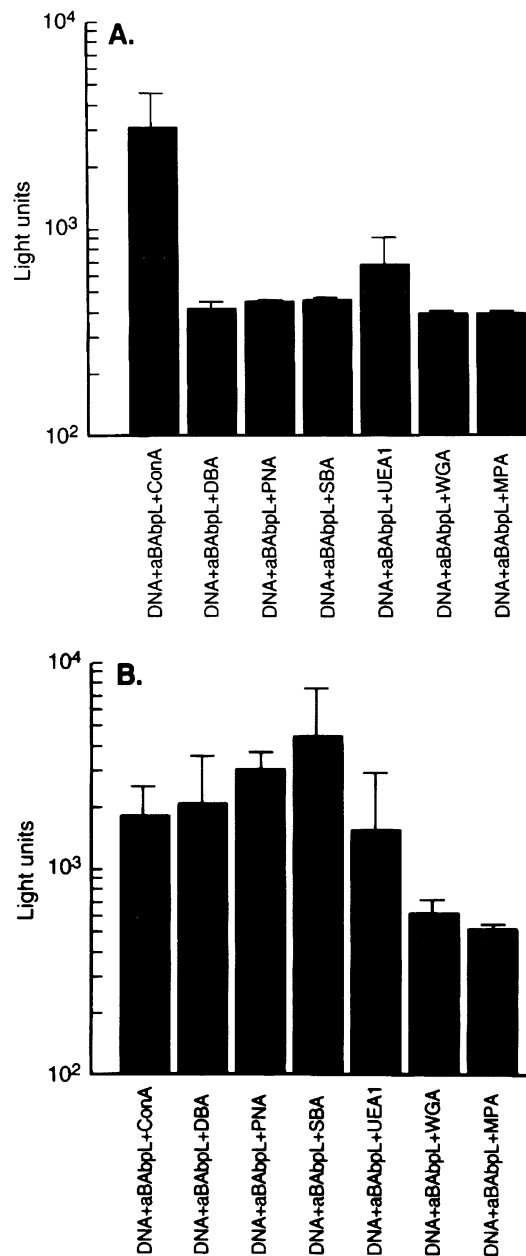 A.
10⁴
10³
10²
Light units
DNA+aBAbpL+ConA
DNA+aBAbpL+DBA
DNA+aBAbpL+PNA
DNA+aBAbpL+SBA
DNA+aBAbpL+UEA1
DNA+aBAbpL+WGA
DNA+aBAbpL+MPA
B.
10⁴
10³
10²
Light units
DNA+aBAbpL+ConA
DNA+aBAbpL+DBA
DNA+aBAbpL+PNA
DNA+aBAbpL+SBA
DNA+aBAbpL+UEA1
DNA+aBAbpL+WGA
DNA+aBAbpL+MPA